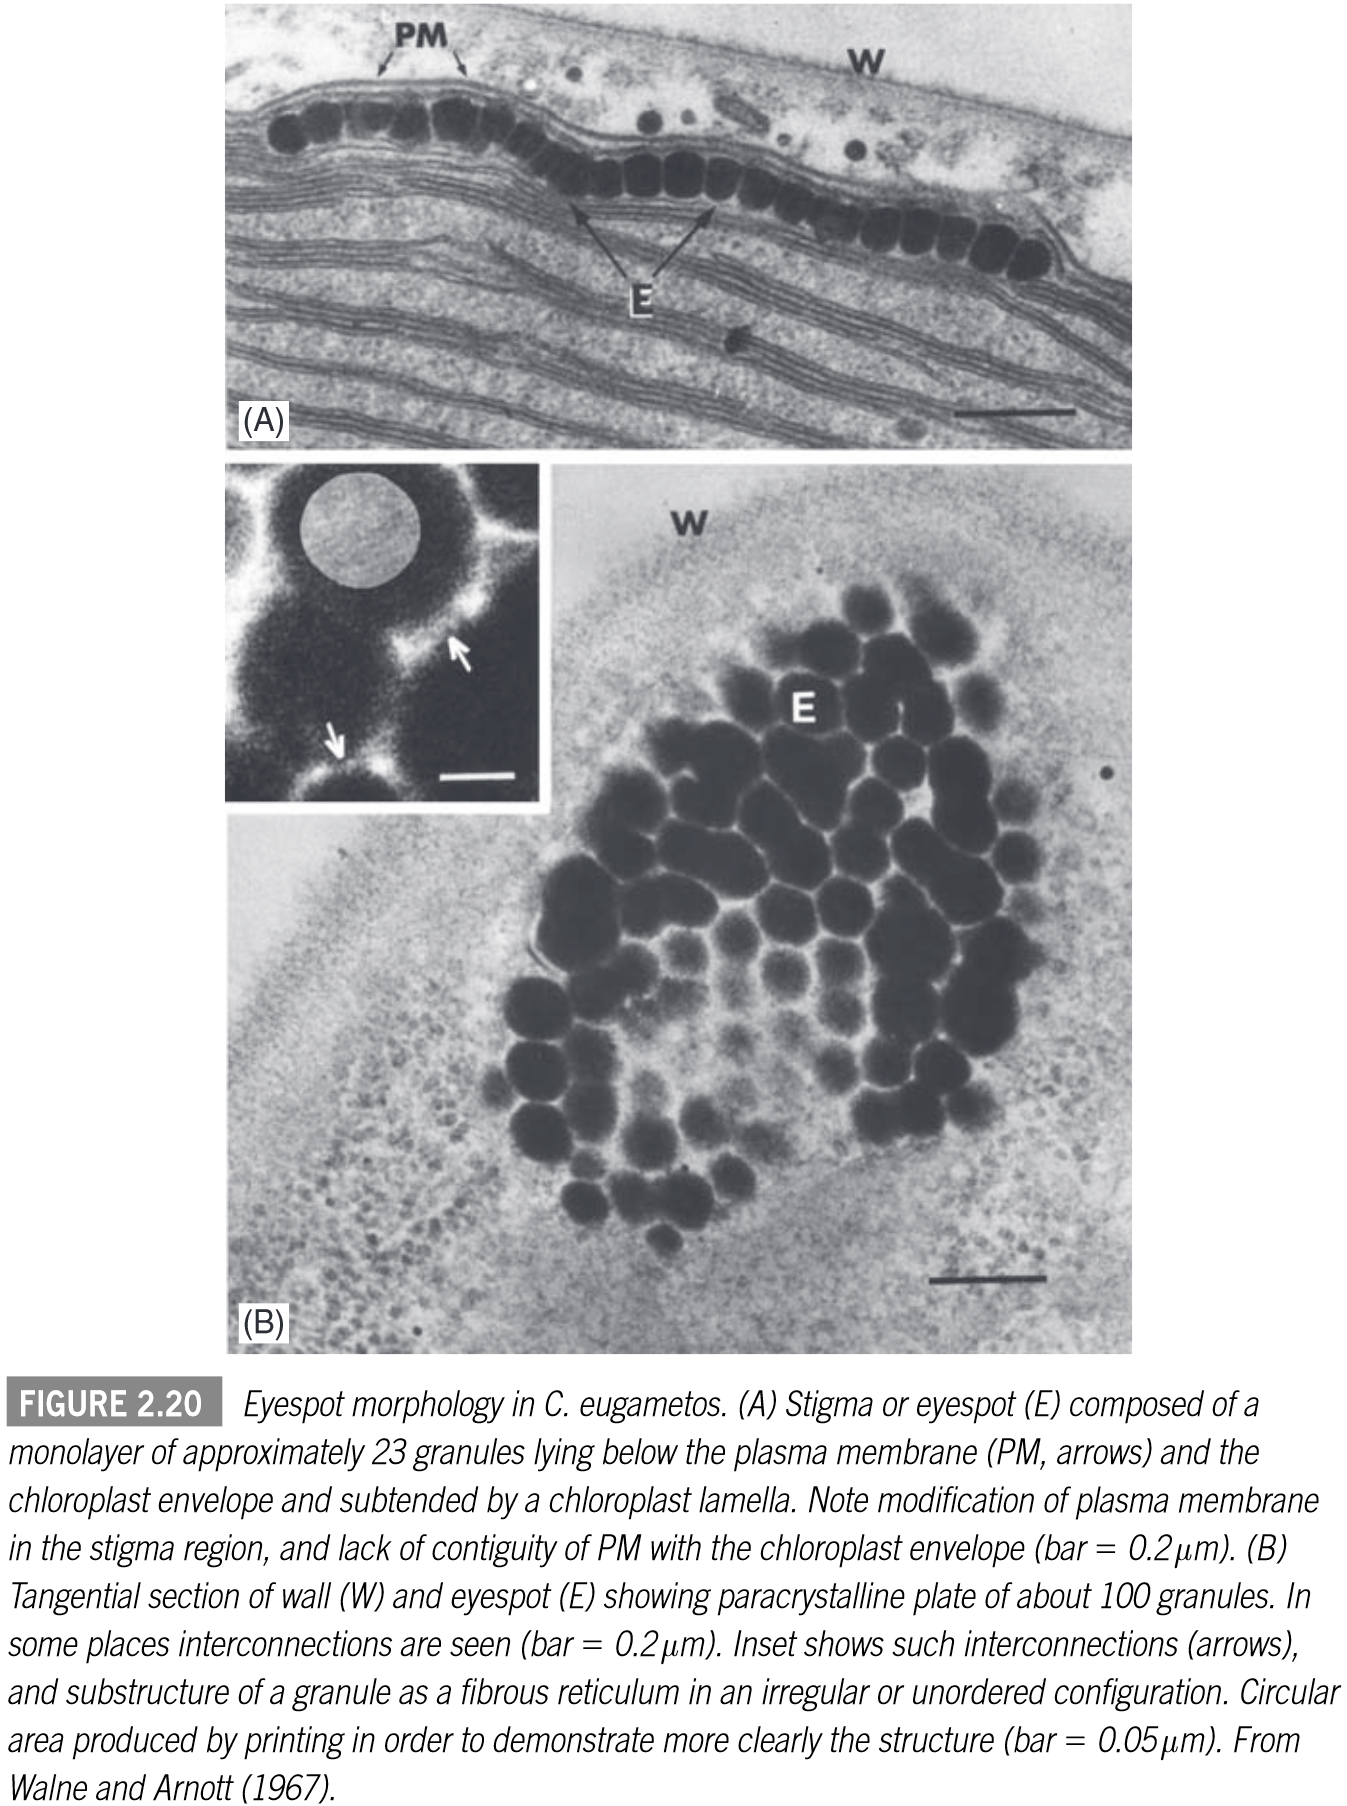 PM
W
E
(A)
W
E
(B)
FIGURE 2.20 Eyespot morphology in C. eugametos. (A) Stigma or eyespot (E) composed of a
monolayer of approximately 23 granules lying below the plasma membrane (PM, arrows) and the
chloroplast envelope and subtended by a chloroplast lamella. Note modification of plasma membrane
in the stigma region, and lack of contiguity of PM with the chloroplast envelope (bar = 0.2 μm). (B)
Tangential section of wall (W) and eyespot (E) showing paracrystalline plate of about 100 granules. In
some places interconnections are seen (bar = 0.2 μm). Inset shows such interconnections (arrows),
and substructure of a granule as a fibrous reticulum in an irregular or unordered configuration. Circular
area produced by printing in order to demonstrate more clearly the structure (bar = 0.05 μm). From
Walne and Arnott (1967).